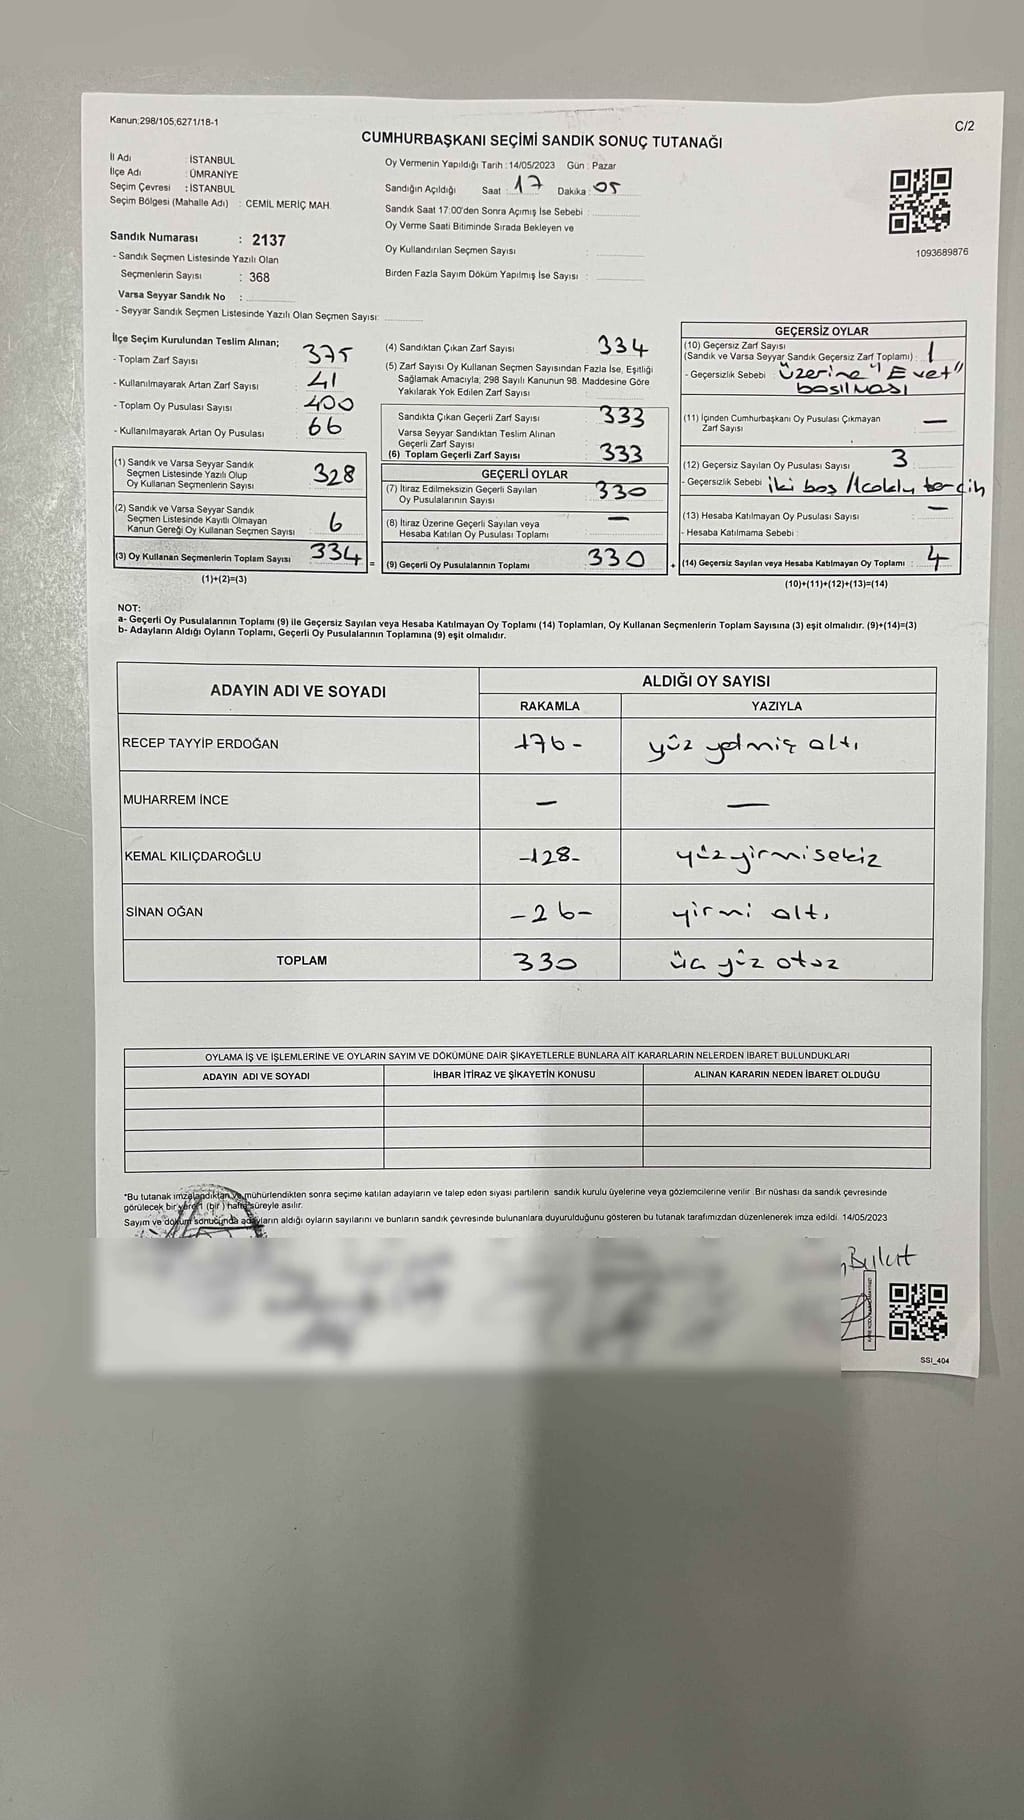 Kanun:298/105,6271/18-1
C/2
CUMHURBAŞKANI SEÇİMİ SANDIK SONUÇ TUTANAĞI
İl Adı : İSTANBUL
İlçe Adı : ÜMRANİYE
Seçim Çevresi : İSTANBUL
Seçim Bölgesi (Mahalle Adı) : CEMİL MERİÇ MAH.
Sandık Numarası : 2137
- Sandık Seçmen Listesinde Yazılı Olan
Seçmenlerin Sayısı : 368
Varsa Seyyar Sandık No :
- Seyyar Sandık Seçmen Listesinde Yazılı Olan Seçmen Sayısı:
Oy Vermenin Yapıldığı Tarih : 14/05/2023 Gün : Pazar
Sandığın Açıldığı Saat : 17 Dakika : 05
Sandık Saat 17:00'den Sonra Açımış İse Sebebi :
Oy Verme Saati Bitiminde Sırada Bekleyen ve
Oy Kullandırılan Seçmen Sayısı :
Birden Fazla Sayım Döküm Yapılmış İse Sayısı :
1093689876
İlçe Seçim Kurulundan Teslim Alınan;
- Toplam Zarf Sayısı 375
- Kullanılmayarak Artan Zarf Sayısı 41
- Toplam Oy Pusulası Sayısı 400
- Kullanılmayarak Artan Oy Pusulası 66
(1) Sandık ve Varsa Seyyar Sandık
Seçmen Listesinde Yazılı Olup
Oy Kullanan Seçmenlerin Sayısı 328
(2) Sandık ve Varsa Seyyar Sandık
Seçmen Listesinde Kayıtlı Olmayan
Kanun Gereği Oy Kullanan Seçmen Sayısı 6
(3) Oy Kullanan Seçmenlerin Toplam Sayısı 334 =
(1)+(2)=(3)
(4) Sandıktan Çıkan Zarf Sayısı 334
(5) Zarf Sayısı Oy Kullanan Seçmen Sayısından Fazla İse, Eşitliği
Sağlamak Amacıyla, 298 Sayılı Kanunun 98. Maddesine Göre
Yakılarak Yok Edilen Zarf Sayısı
Sandıkta Çıkan Geçerli Zarf Sayısı 333
Varsa Seyyar Sandıktan Teslim Alınan
Geçerli Zarf Sayısı
(6) Toplam Geçerli Zarf Sayısı 333
GEÇERLİ OYLAR
(7) İtiraz Edilmeksizin Geçerli Sayılan
Oy Pusulalarının Sayısı 330
(8) İtiraz Üzerine Geçerli Sayılan veya
Hesaba Katılan Oy Pusulası Toplamı —
(9) Geçerli Oy Pusulalarının Toplamı 330 +
GEÇERSİZ OYLAR
(10) Geçersiz Zarf Sayısı
(Sandık ve Varsa Seyyar Sandık Geçersiz Zarf Toplamı) : 1
- Geçersizlik Sebebi : üzerine "Evet"
basılması
(11) İçinden Cumhurbaşkanı Oy Pusulası Çıkmayan
Zarf Sayısı —
(12) Geçersiz Sayılan Oy Pusulası Sayısı : 3
- Geçersizlik Sebebi iki boş /1 çoklu tercih
(13) Hesaba Katılmayan Oy Pusulası Sayısı : —
- Hesaba Katılmama Sebebi :
(14) Geçersiz Sayılan veya Hesaba Katılmayan Oy Toplamı : 4
(10)+(11)+(12)+(13)=(14)
NOT:
a- Geçerli Oy Pusulalarının Toplamı (9) ile Geçersiz Sayılan veya Hesaba Katılmayan Oy Toplamı (14) Toplamları, Oy Kullanan Seçmenlerin Toplam Sayısına (3) eşit olmalıdır. (9)+(14)=(3)
b- Adayların Aldığı Oyların Toplamı, Geçerli Oy Pusulalarının Toplamına (9) eşit olmalıdır.
ADAYIN ADI VE SOYADI ALDIĞI OY SAYISI
RAKAMLA YAZIYLA
RECEP TAYYİP ERDOĞAN 176- yüz yetmiş altı
MUHARREM İNCE — —
KEMAL KILIÇDAROĞLU -128- yüz yirmi sekiz
SİNAN OĞAN -26- yirmi altı
TOPLAM 330 üç yüz otuz
OYLAMA İŞ VE İŞLEMLERİNE VE OYLARIN SAYIM VE DÖKÜMÜNE DAİR ŞİKAYETLERLE BUNLARA AİT KARARLARIN NELERDEN İBARET BULUNDUKLARI
ADAYIN ADI VE SOYADI İHBAR İTİRAZ VE ŞİKAYETİN KONUSU ALINAN KARARIN NEDEN İBARET OLDUĞU
*Bu tutanak imzalandıktan ve mühürlendikten sonra seçime katılan adayların ve talep eden siyasi partilerin sandık kurulu üyelerine veya gözlemcilerine verilir. Bir nüshası da sandık çevresinde
görülecek bir yere 1 (bir) hafta süreyle asılır.
Sayım ve döküm sonucunda adayların aldığı oyların sayılarını ve bunların sandık çevresinde bulunanlara duyurulduğunu gösteren bu tutanak tarafımızdan düzenlenerek imza edildi. 14/05/2023
Bulut
SSI_404